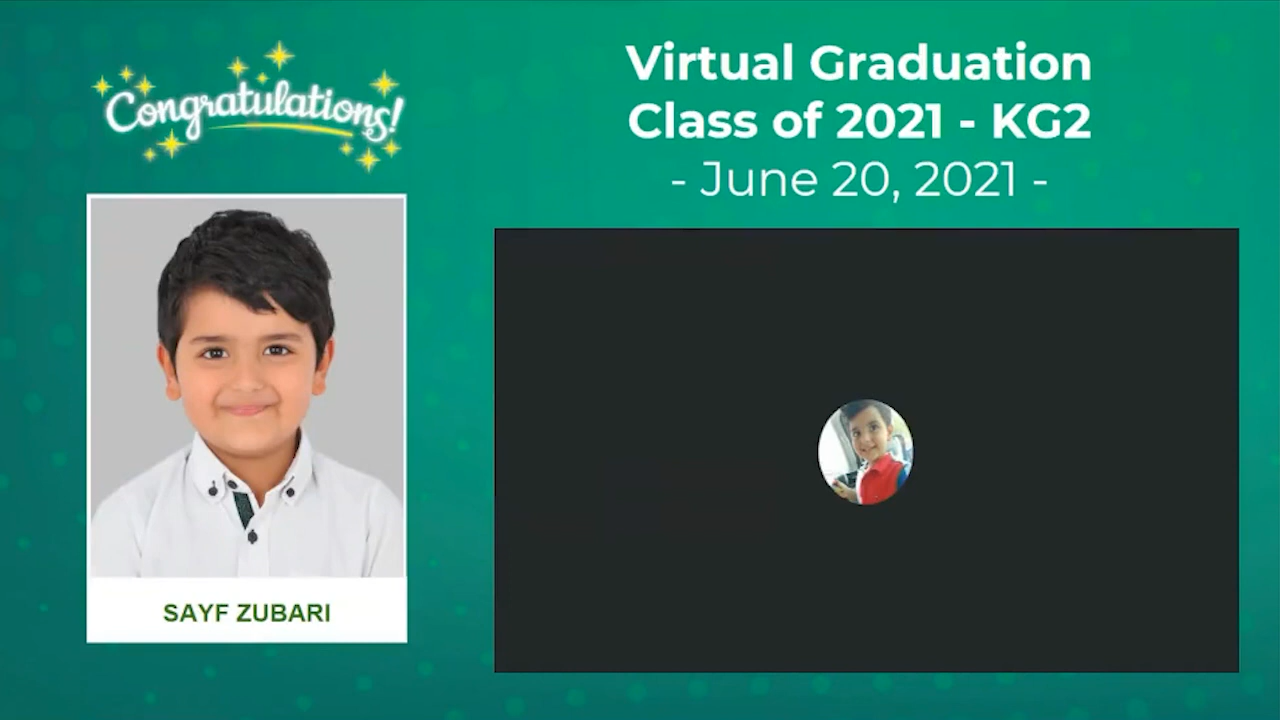 Congratulations!
Virtual Graduation
Class of 2021 - KG2
- June 20, 2021 -
SAYF ZUBARI